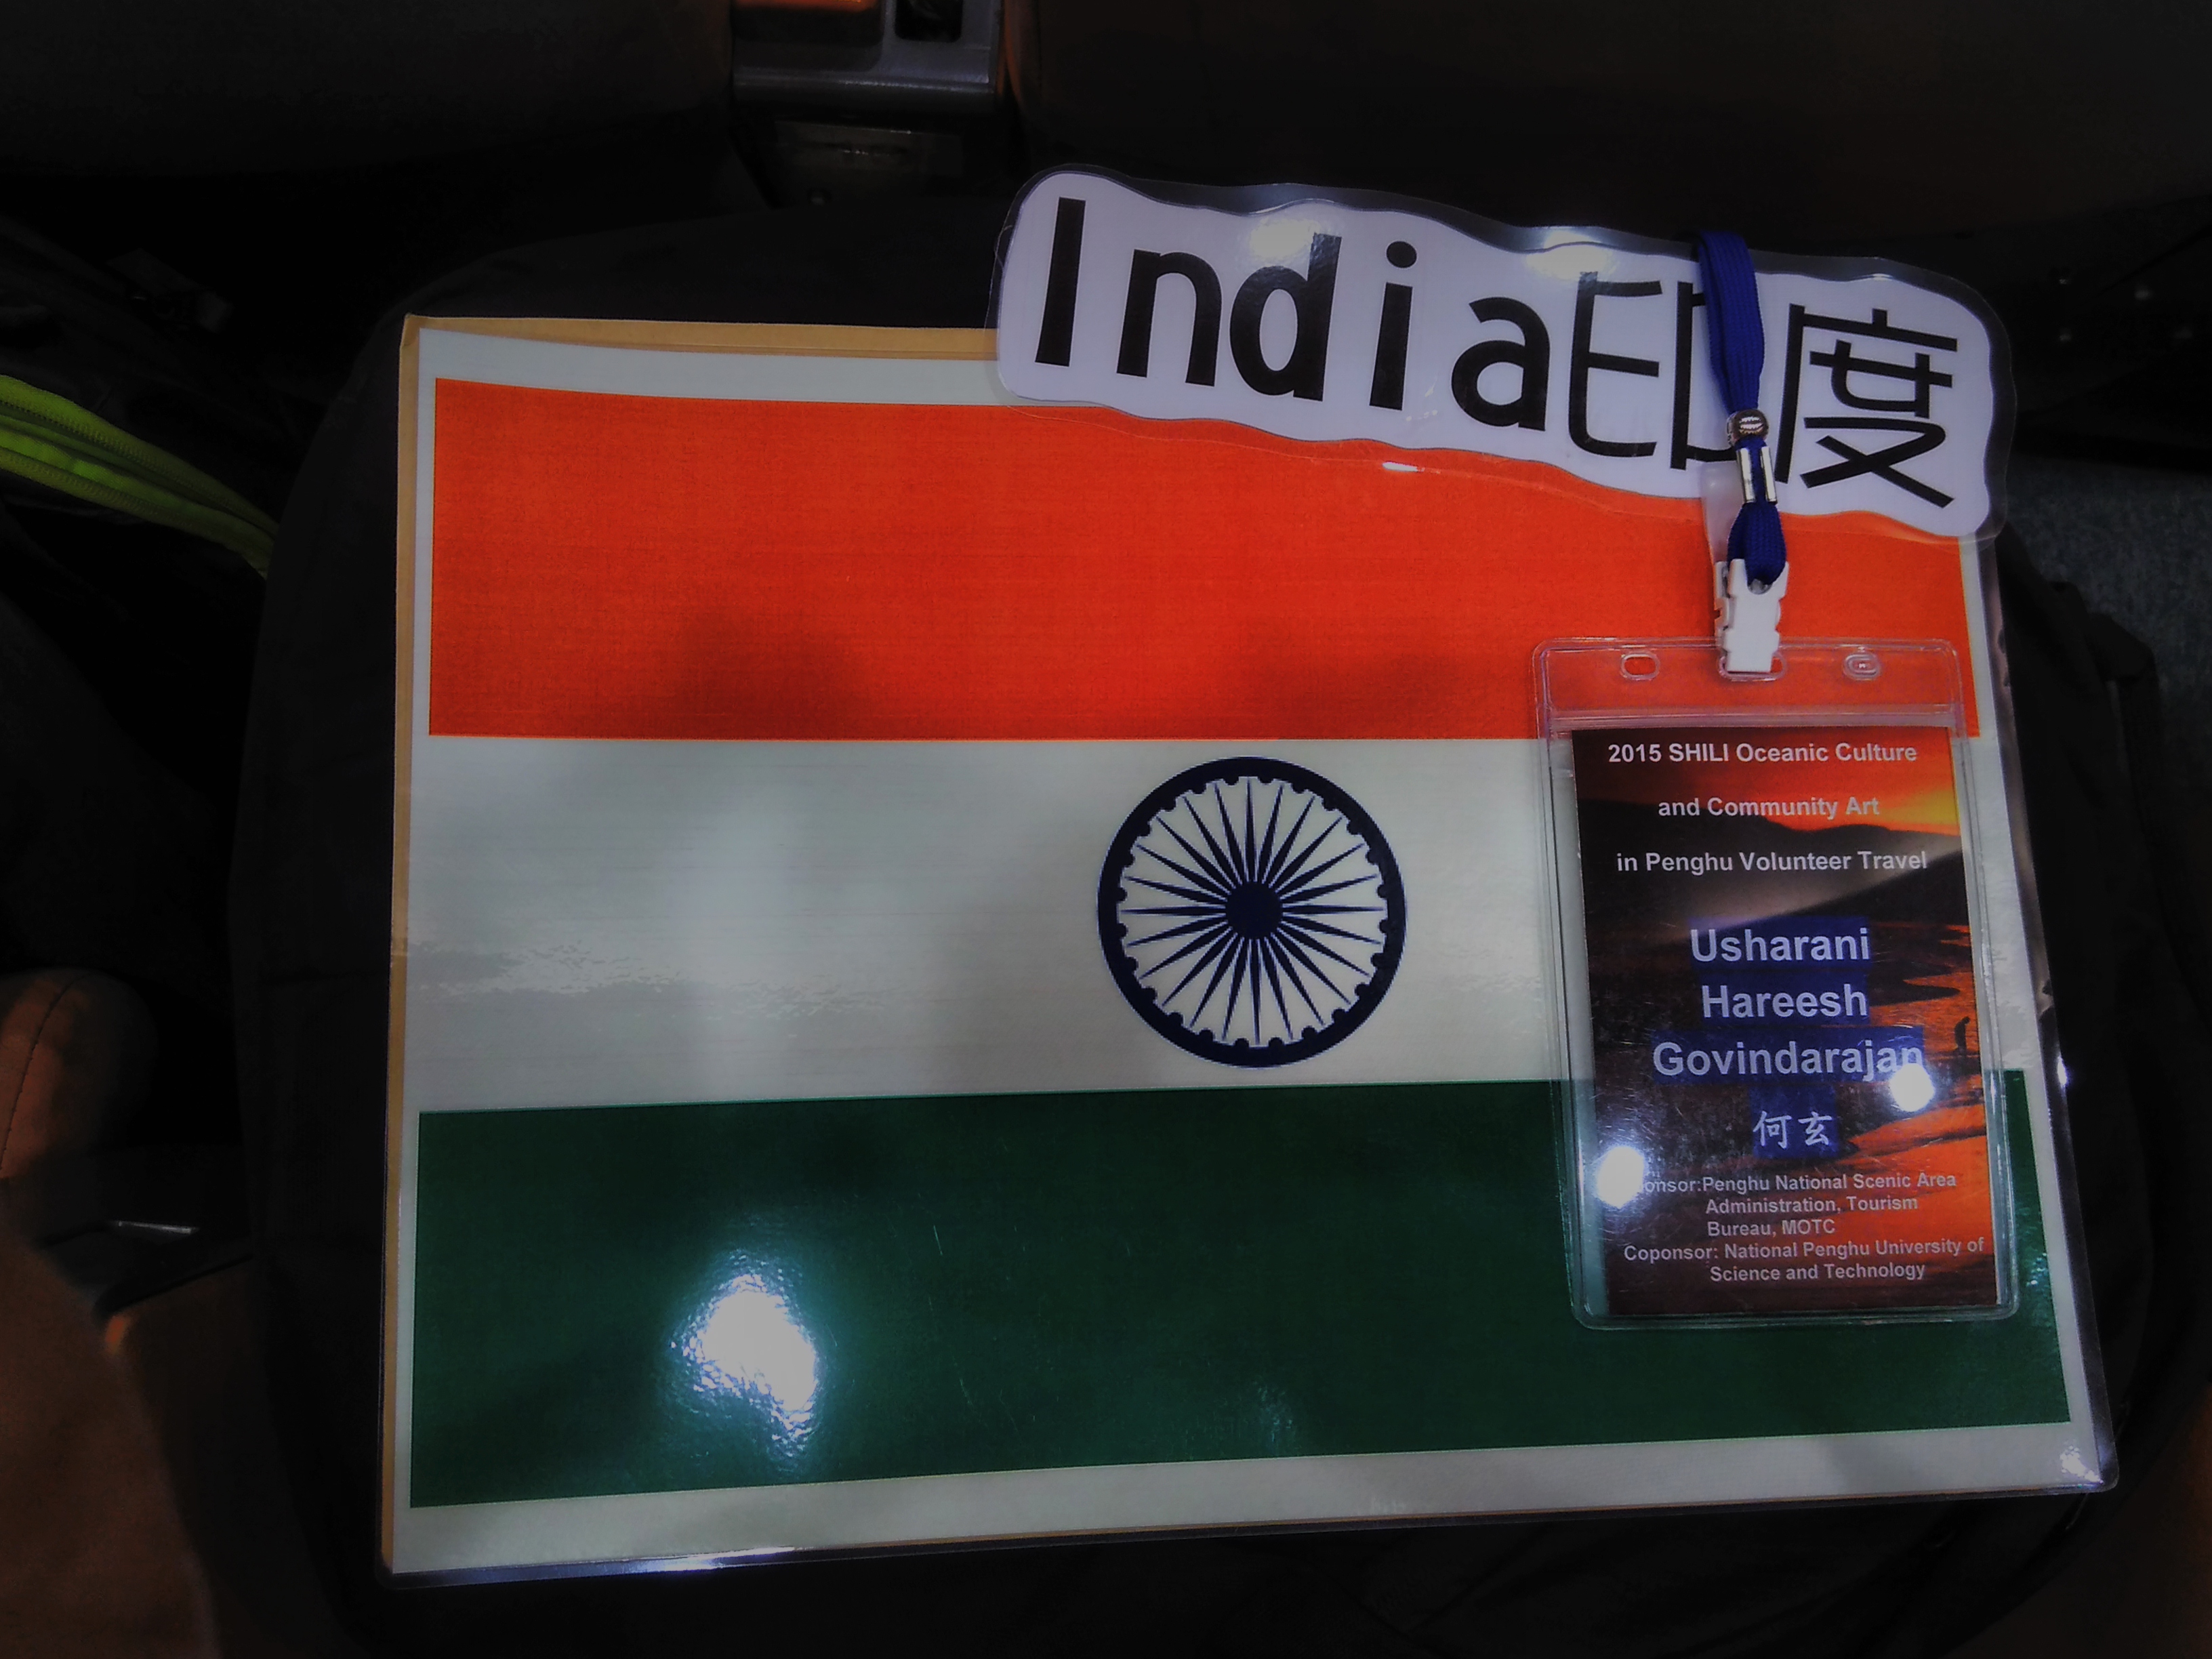 India印度
2015 SHILI Oceanic Culture
and Community Art
in Penghu Volunteer Travel
Usharani
Hareesh
Govindarajan
何玄
onsor:Penghu National Scenic Area
Administration, Tourism
Bureau, MOTC
Coponsor: National Penghu University of
Science and Technology